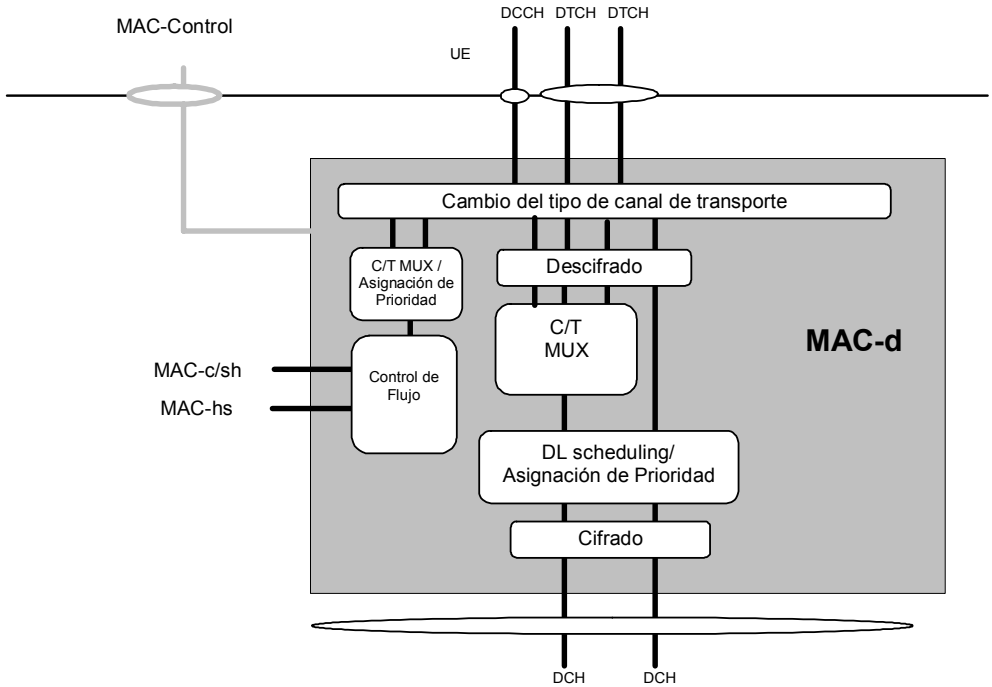 DCCH DTCH DTCH
MAC-Control
UE
Cambio del tipo de canal de transporte
C/T MUX /
Asignación de
Prioridad
Descifrado
C/T
MUX
MAC-d
MAC-c/sh
MAC-hs
Control de
Flujo
DL scheduling/
Asignación de Prioridad
Cifrado
DCH DCH